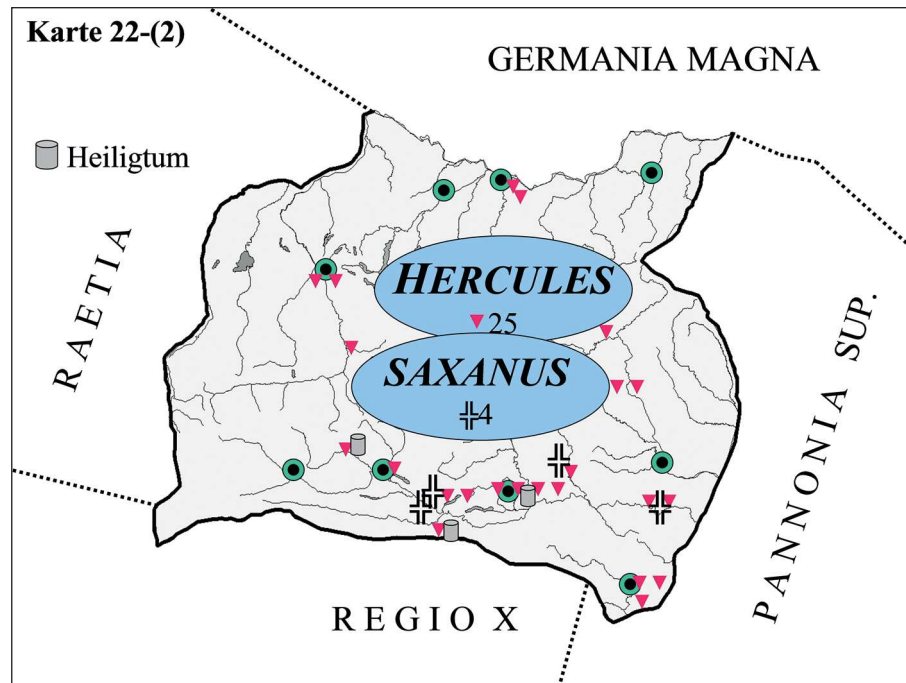 Karte 22-(2)
GERMANIA MAGNA
Heiligtum
RAETIA
HERCULES
25
SAXANUS
4
PANNONIA SUP.
REGIO X